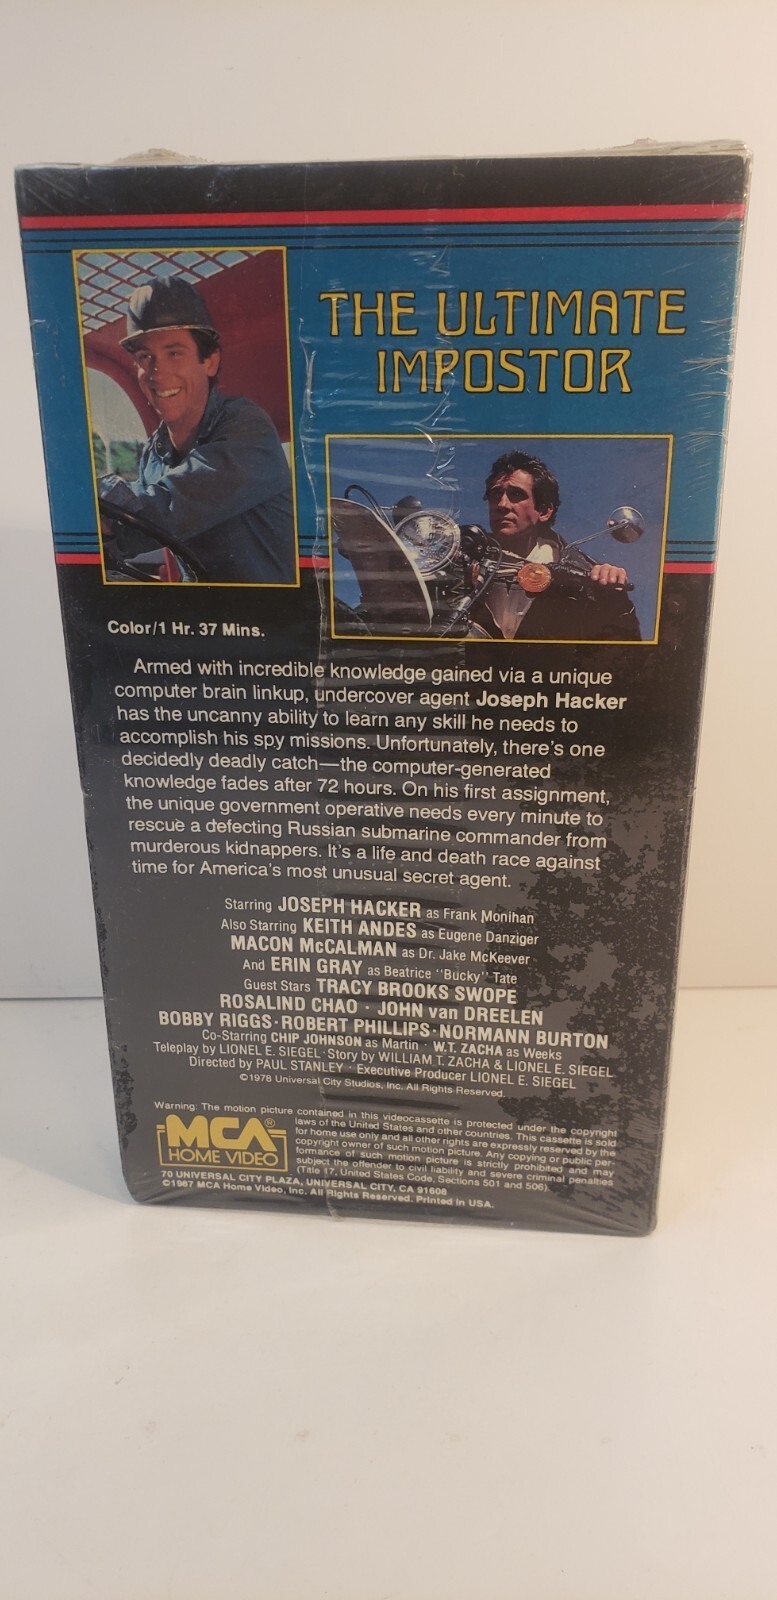 THE ULTIMATE
IMPOSTOR
Color/1 Hr. 37 Mins.
Armed with incredible knowledge gained via a unique
computer brain linkup, undercover agent Joseph Hacker
has the uncanny ability to learn any skill he needs to
accomplish his spy missions. Unfortunately, there's one
decidedly deadly catch—the computer-generated
knowledge fades after 72 hours. On his first assignment,
the unique government operative needs every minute to
rescue a defecting Russian submarine commander from
murderous kidnappers. It's a life and death race against
time for America's most unusual secret agent.
Starring JOSEPH HACKER as Frank Monihan
Also Starring KEITH ANDES as Eugene Danziger
MACON McCALMAN as Dr. Jake McKeever
And ERIN GRAY as Beatrice "Bucky" Tate
Guest Stars TRACY BROOKS SWOPE
ROSALIND CHAO · JOHN van DREELEN
BOBBY RIGGS · ROBERT PHILLIPS · NORMANN BURTON
Co-Starring CHIP JOHNSON as Martin · W.T. ZACHA as Weeks
Teleplay by LIONEL E. SIEGEL · Story by WILLIAM T. ZACHA & LIONEL E. SIEGEL
Directed by PAUL STANLEY · Executive Producer LIONEL E. SIEGEL
©1978 Universal City Studios, Inc. All Rights Reserved.
Warning: The motion picture contained in this videocassette is protected under the copyright
laws of the United States and other countries. This cassette is sold
for home use only and all other rights are expressly reserved by the
copyright owner of such motion picture. Any copying or public per-
formance of such motion picture is strictly prohibited and may
subject the offender to civil liability and severe criminal penalties
(Title 17, United States Code, Sections 501 and 506).
MCA®
HOME VIDEO
70 UNIVERSAL CITY PLAZA, UNIVERSAL CITY, CA 91608
©1987 MCA Home Video, Inc. All Rights Reserved. Printed in USA.